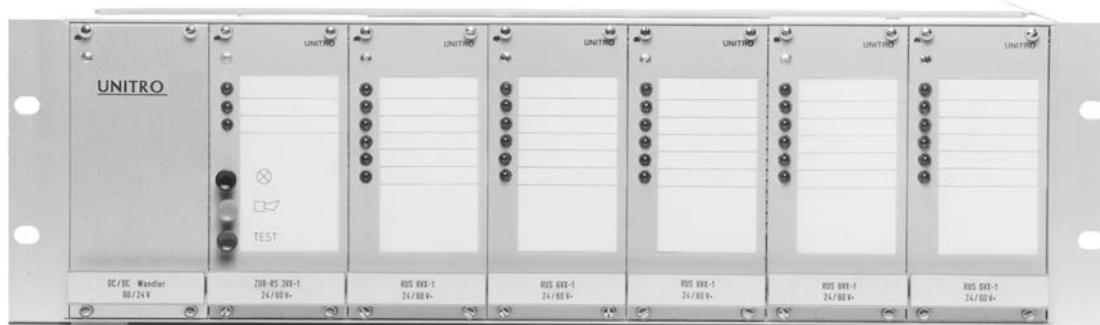 UNITRO
UNITRO
UNITRO
UNITRO
UNITRO
UNITRO
UNITRO
TEST
DC/DC Wandler
60/24V
ZUR-RS 3VX-1
24/60 V-
RUS 6VX-1
24/60 V-
RUS 6VX-1
24/60 V-
RUS 6VX-1
24/60 V-
RUS 6VX-1
24/60 V-
RUS 6VX-1
24/60 V-